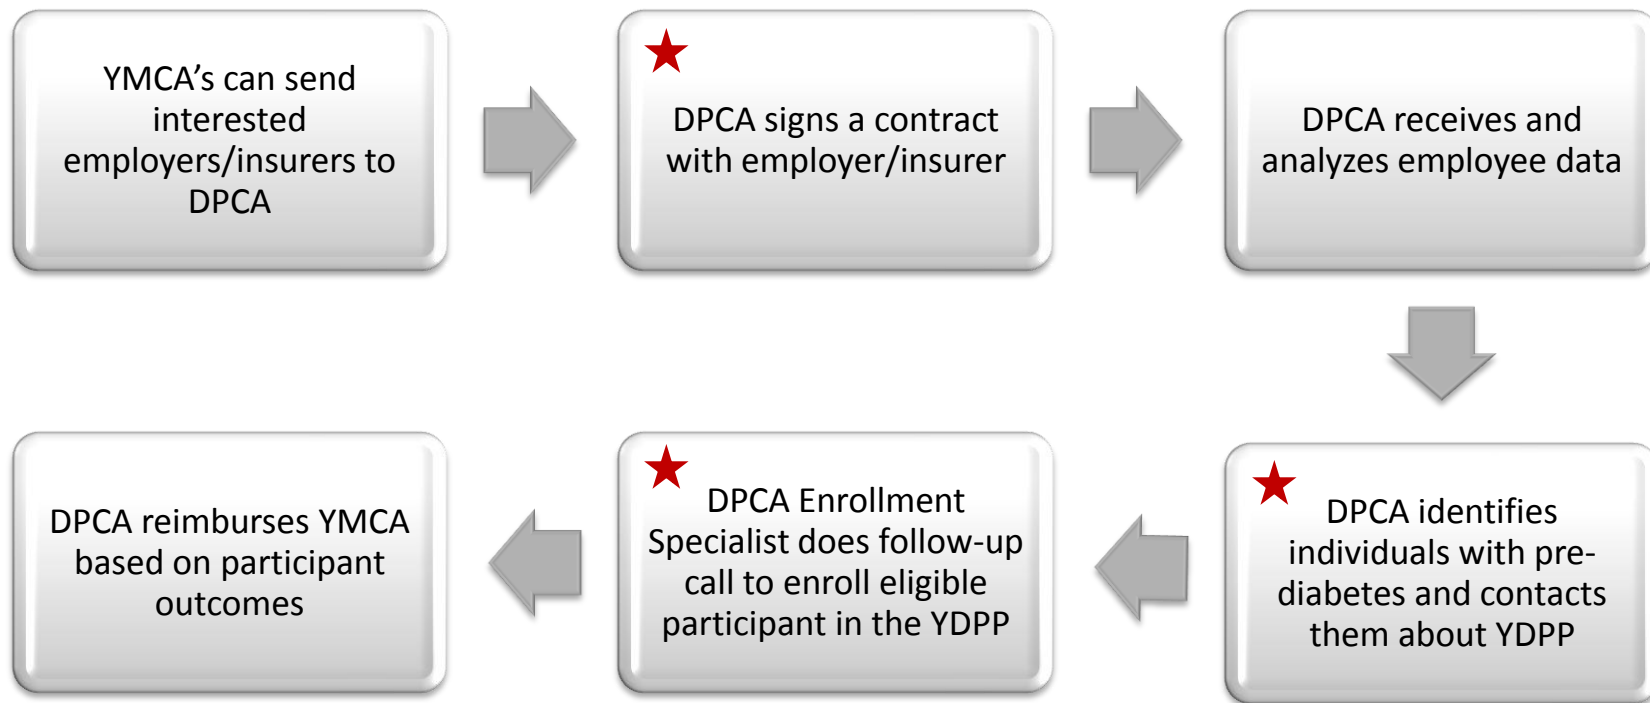 YMCA's can send
interested
employers/insurers to
DPCA
DPCA signs a contract
with employer/insurer
DPCA receives and
analyzes employee data
DPCA identifies
individuals with pre-
diabetes and contacts
them about YDPP
DPCA Enrollment
Specialist does follow-up
call to enroll eligible
participant in the YDPP
DPCA reimburses YMCA
based on participant
outcomes